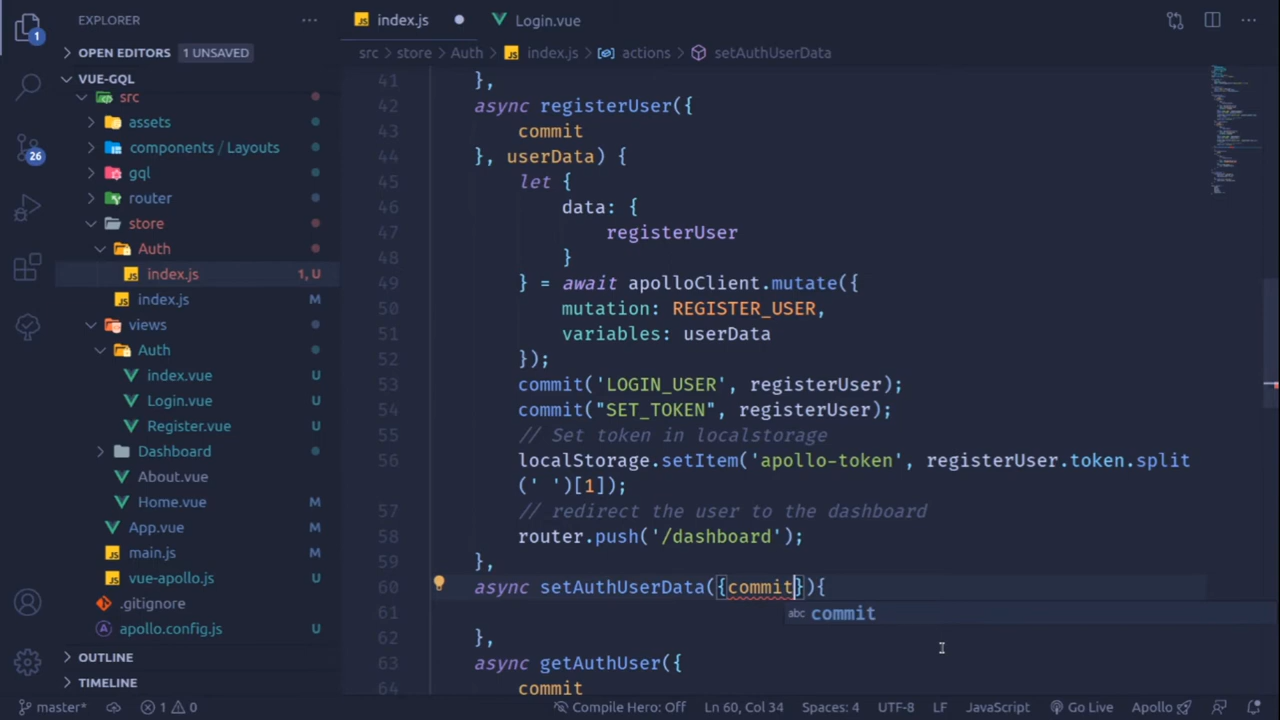 EXPLORER
index.js
Login.vue
OPEN EDITORS 1 UNSAVED
src > store > Auth > index.js > actions > setAuthUserData
VUE-GQL
src
assets
components / Layouts
gql
router
store
Auth
index.js 1, U
index.js M
views
Auth
index.vue U
Login.vue U
Register.vue U
Dashboard
About.vue
Home.vue M
App.vue M
main.js M
vue-apollo.js U
.gitignore
apollo.config.js U
OUTLINE
TIMELINE
1
26
41 },
42 async registerUser({
43 commit
44 }, userData) {
45 let {
46 data: {
47 registerUser
48 }
49 } = await apolloClient.mutate({
50 mutation: REGISTER_USER,
51 variables: userData
52 });
53 commit('LOGIN_USER', registerUser);
54 commit("SET_TOKEN", registerUser);
55 // Set token in localstorage
56 localStorage.setItem('apollo-token', registerUser.token.split
(' ')[1]);
57 // redirect the user to the dashboard
58 router.push('/dashboard');
59 },
60 async setAuthUserData({commit}){
61
abc commit
62 },
63 async getAuthUser({
64 commit
master* 1 0 Compile Hero: Off Ln 60, Col 34 Spaces: 4 UTF-8 LF JavaScript Go Live Apollo